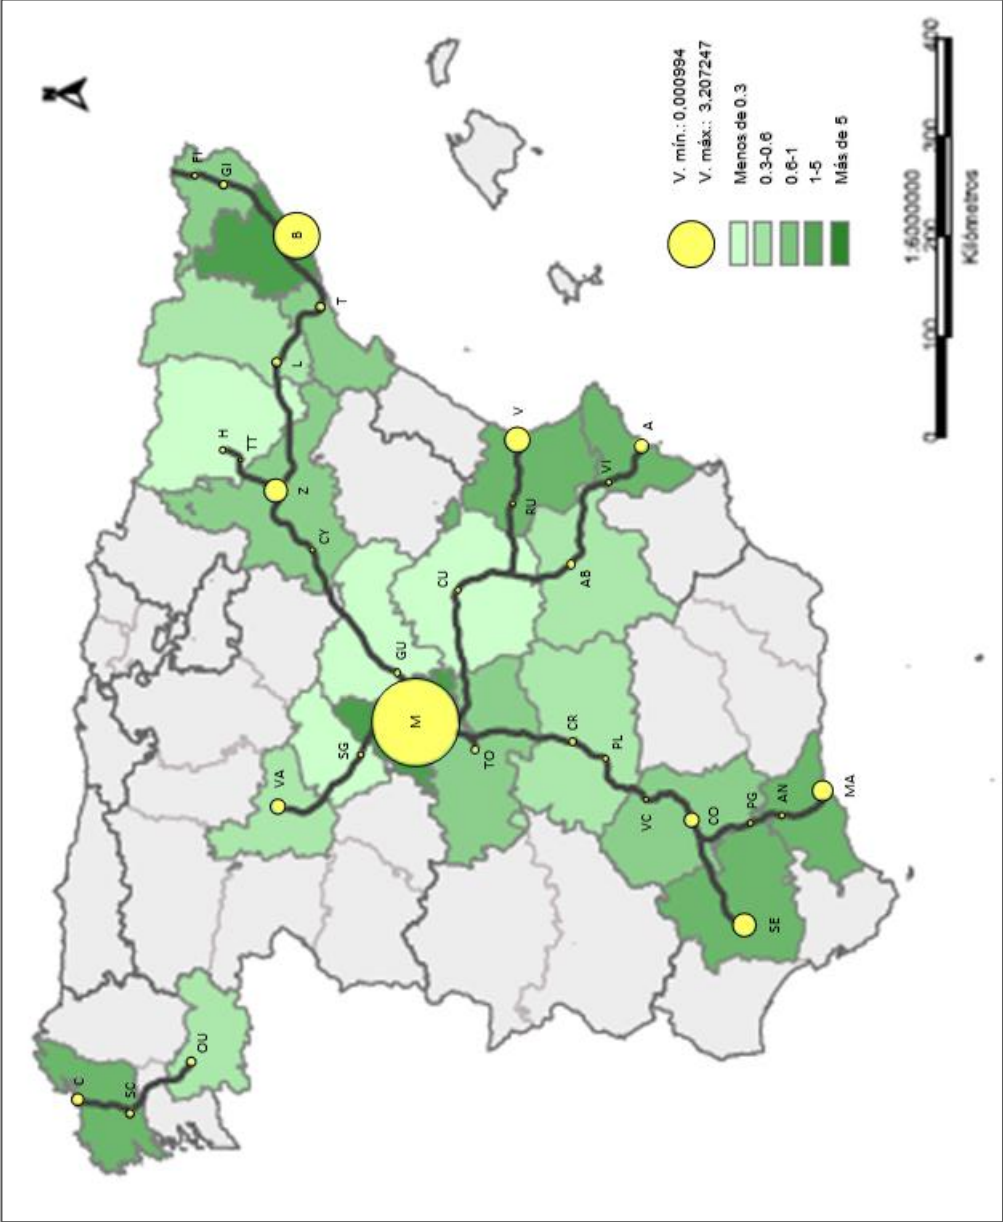 N
C
SC
FI
OU
H
GI
TT
VA
B
L
Z
CY
T
SG
GU
M
CU
TO
V
RU
CR
AB
VI
PL
VC
A
CO
PG
SE
AN
MA
V. mín.: 0,000994
V. máx.: 3,207247
Menos de 0.3
0.3-0.6
0.6-1
1-5
Más de 5
1:6000000
0 100 200 300 400
Kilómetros